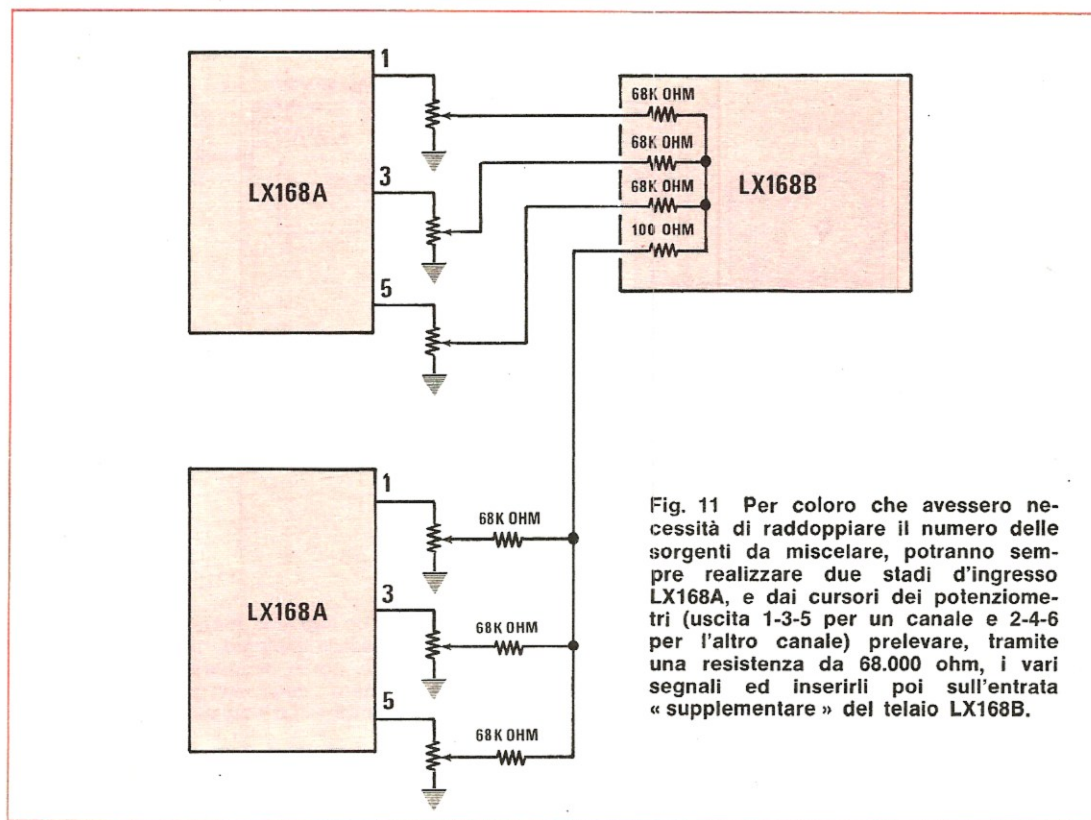 1
68K OHM
68K OHM
LX168A
3
68K OHM
LX168B
100 OHM
5
1
68K OHM
LX168A
3
68K OHM
5
68K OHM
Fig. 11 Per coloro che avessero ne-
cessità di raddoppiare il numero delle
sorgenti da miscelare, potranno sem-
pre realizzare due stadi d'ingresso
LX168A, e dai cursori dei potenziome-
tri (uscita 1-3-5 per un canale e 2-4-6
per l'altro canale) prelevare, tramite
una resistenza da 68.000 ohm, i vari
segnali ed inserirli poi sull'entrata
« supplementare » del telaio LX168B.